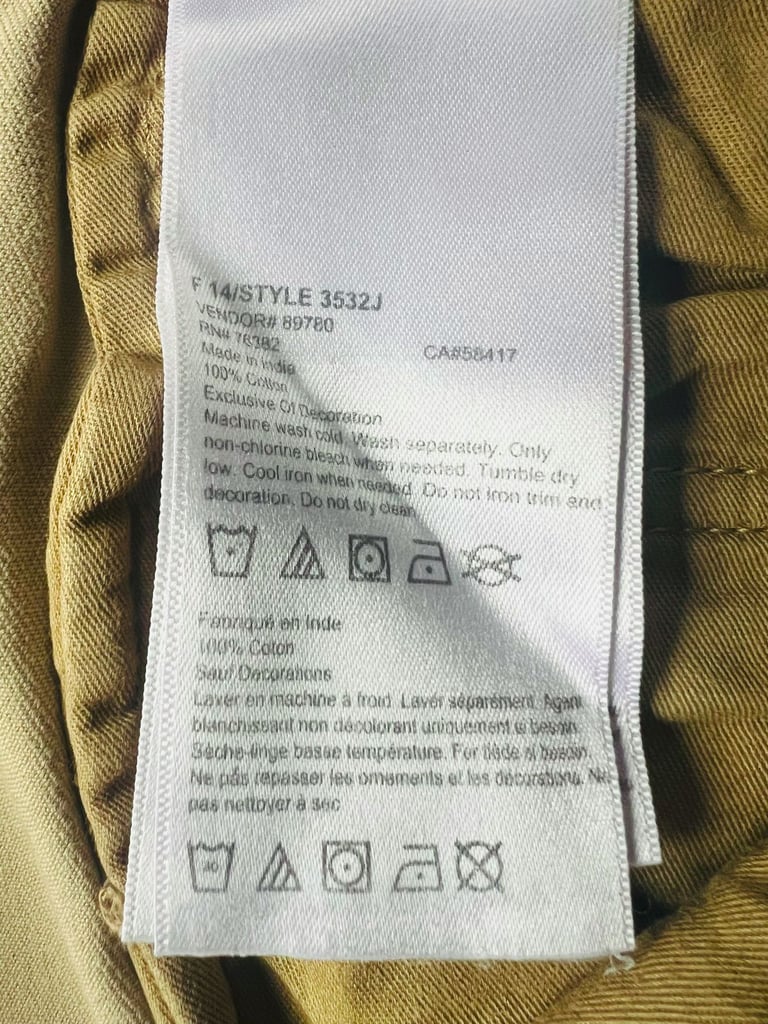 F 14/STYLE 3532J
VENDOR# 89780
RN# 76382
CA#56417
Made in India
100% Cotton
Exclusive Of Decoration
Machine wash cold. Wash separately. Only
non-chlorine bleach when needed. Tumble dry
low. Cool iron when needed. Do not iron trim and
decoration. Do not dry clean
Fabriqué en Inde
100% Coton
Sauf Decorations
Laver en machine à froid. Laver séparément. Agent
blanchissant non décolorant uniquement si besoin.
Sèche-linge basse température. Fer tiède si besoin.
Ne pas repasser les ornements et les décorations. Ne
pas nettoyer à sec